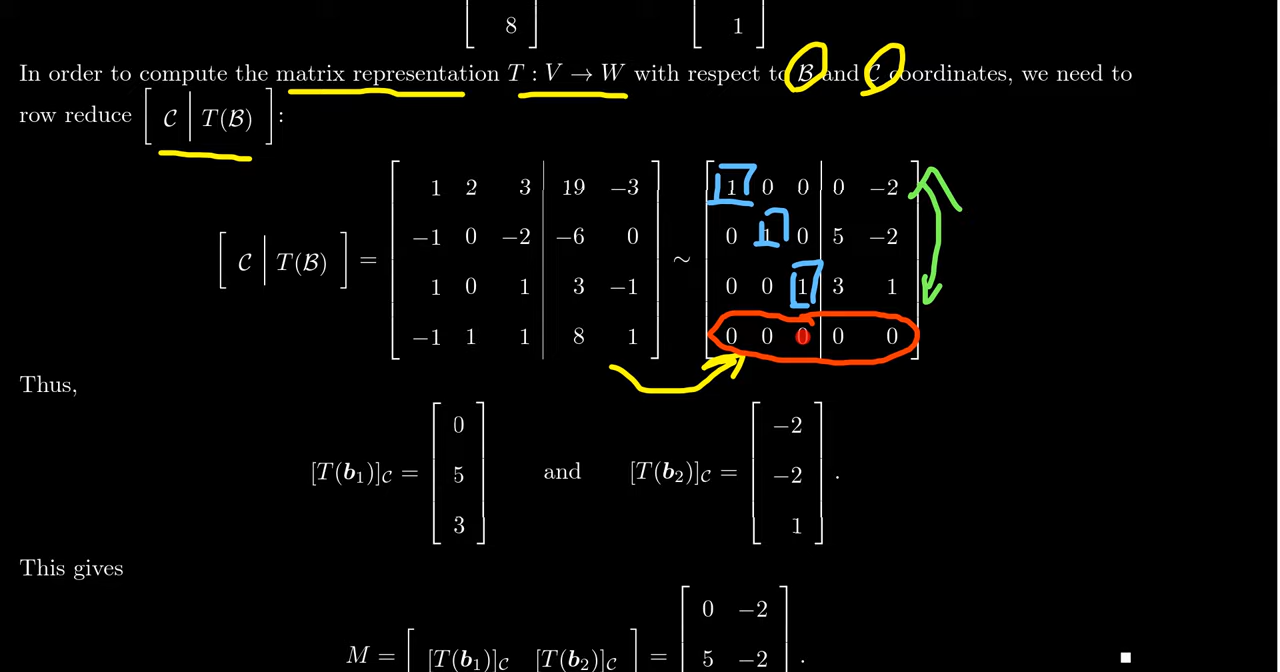 8 1
In order to compute the matrix representation T : V → W with respect to B and C coordinates, we need to
row reduce [ C | T(B) ]:
[ C | T(B) ] = [ 1 2 3 | 19 −3 ] ∼ [ 1 0 0 | 0 −2 ]
−1 0 −2 | −6 0 0 1 0 | 5 −2
1 0 1 | 3 −1 0 0 1 | 3 1
−1 1 1 | 8 1 0 0 0 | 0 0
Thus,
[T(b₁)]_C = [ 0 5 3 ] and [T(b₂)]_C = [ −2 −2 1 ] .
This gives
M = [ [T(b₁)]_C [T(b₂)]_C ] = [ 0 −2
5 −2 ] .